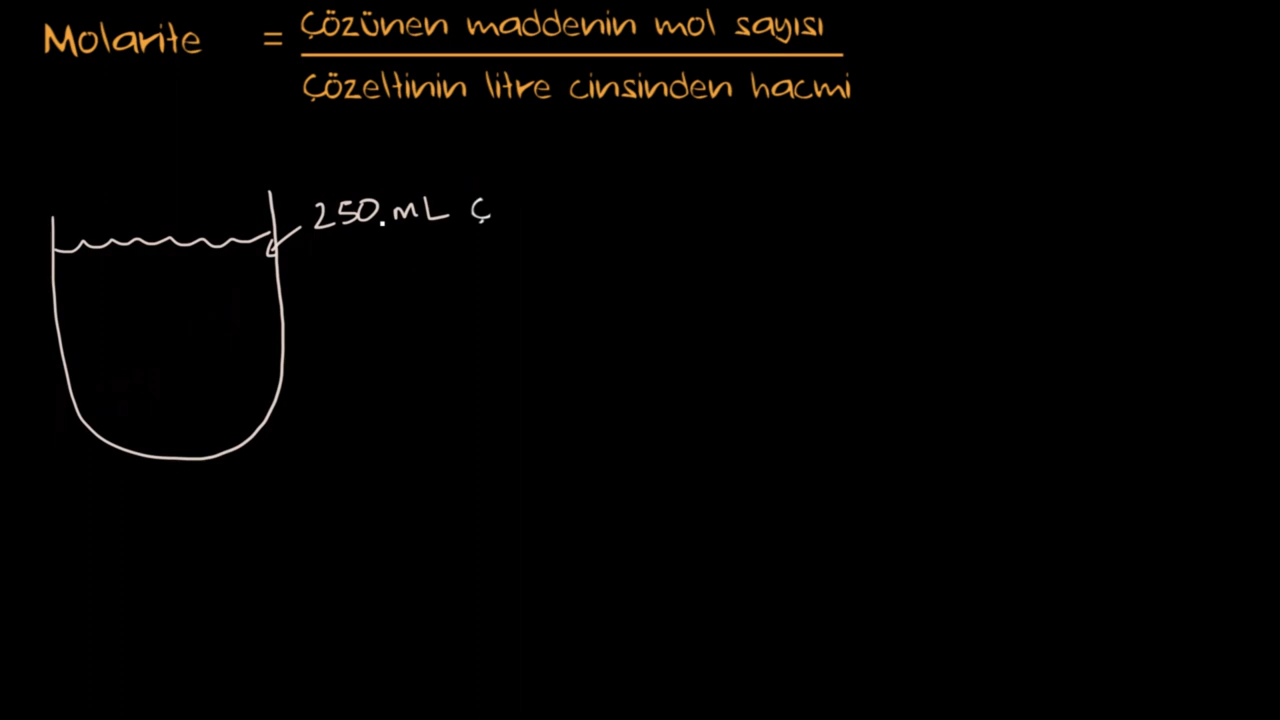 Molarite = çözünen maddenin mol sayısı
çözeltinin litre cinsinden hacmi
250.mL ç